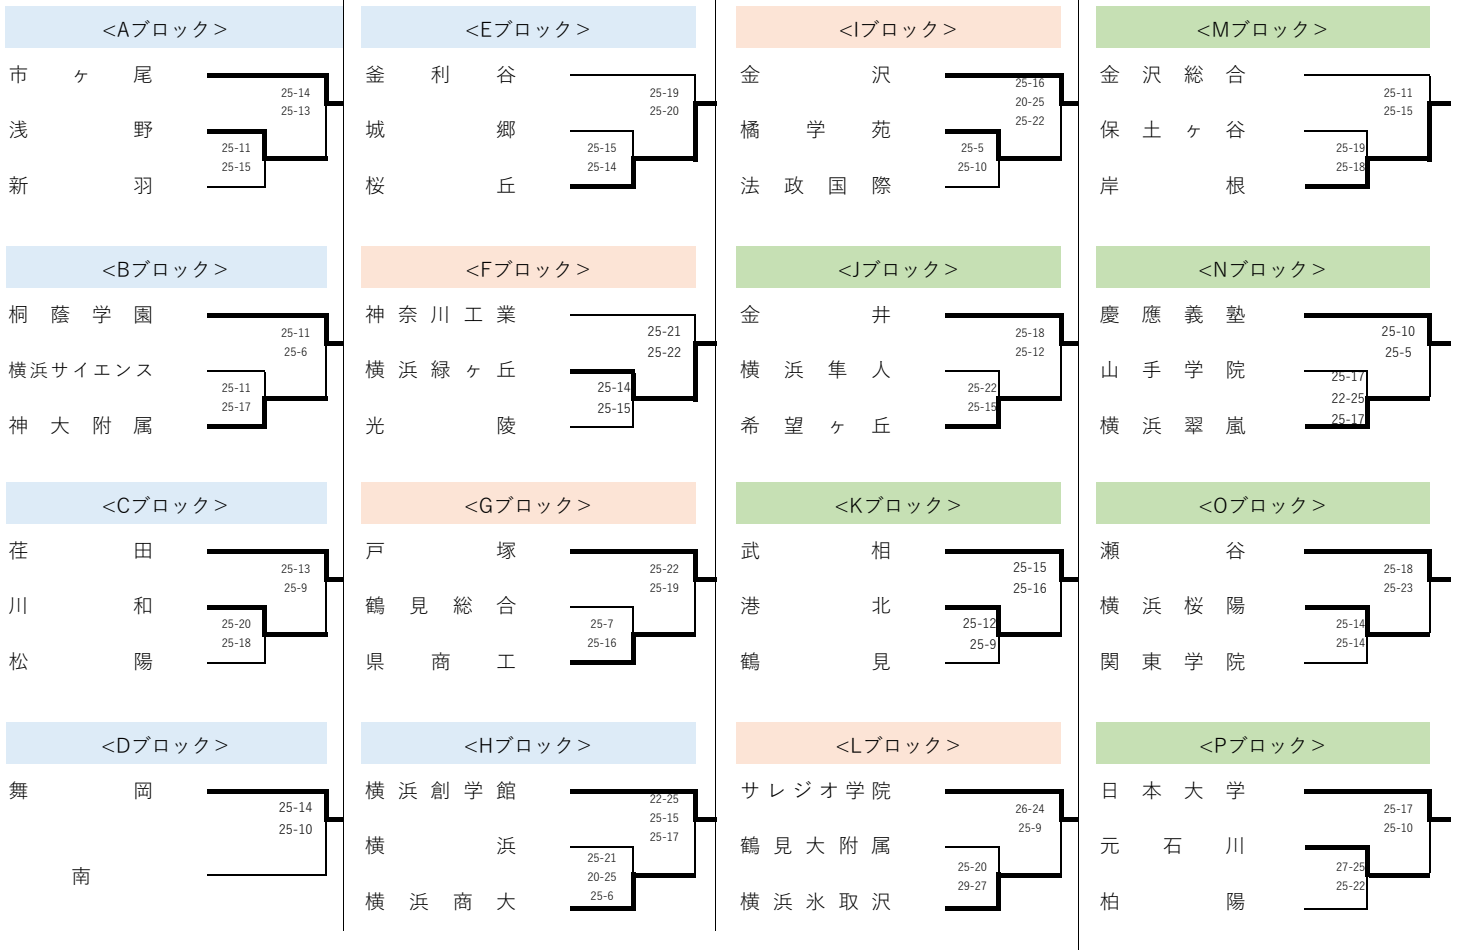 <Aブロック>
市ヶ尾
25-14
25-13
浅野
25-11
25-15
新羽
<Bブロック>
桐蔭学園
25-11
25-6
横浜サイエンス
25-11
25-17
神大附属
<Cブロック>
荏田
25-13
25-9
川和
25-20
25-18
松陽
<Dブロック>
舞岡
25-14
25-10
南
<Eブロック>
釜利谷
25-19
25-20
城郷
25-15
25-14
桜丘
<Fブロック>
神奈川工業
25-21
25-22
横浜緑ヶ丘
25-14
25-15
光陵
<Gブロック>
戸塚
25-22
25-19
鶴見総合
25-7
25-16
県商工
<Hブロック>
横浜創学館
22-25
25-15
25-17
横浜
25-21
20-25
25-6
横浜商大
<Iブロック>
金沢
25-16
20-25
25-22
橘学苑
25-5
25-10
法政国際
<Jブロック>
金井
25-18
25-12
横浜隼人
25-22
25-15
希望ヶ丘
<Kブロック>
武相
25-15
25-16
港北
25-12
25-9
鶴見
<Lブロック>
サレジオ学院
26-24
25-9
鶴見大附属
25-20
29-27
横浜氷取沢
<Mブロック>
金沢総合
25-11
25-15
保土ヶ谷
25-19
25-18
岸根
<Nブロック>
慶應義塾
25-10
25-5
山手学院
25-17
22-25
25-17
横浜翠嵐
<Oブロック>
瀬谷
25-18
25-23
横浜桜陽
25-14
25-14
関東学院
<Pブロック>
日本大学
25-17
25-10
元石川
27-25
25-22
柏陽